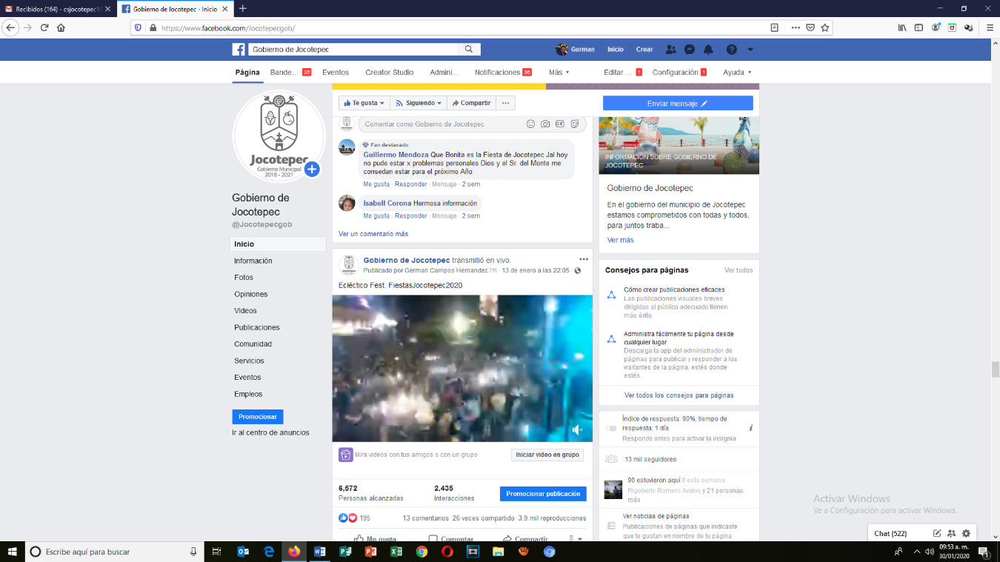 Recibidos (164) - csjocotepec18
Gobierno de Jocotepec - Inicio
https://www.facebook.com/Jocotepecgob/
Gobierno de Jocotepec
German
Inicio
Crear
Página
Bande... 36
Eventos
Creator Studio
Admini...
Notificaciones 36
Más
Editar ... 1
Configuración 1
Ayuda
Jocotepec
Gobierno Municipal
2018 - 2021
Gobierno de
Jocotepec
@Jocotepecgob
Inicio
Información
Fotos
Opiniones
Videos
Publicaciones
Comunidad
Servicios
Eventos
Empleos
Promocionar
Ir al centro de anuncios
Te gusta
Siguiendo
Compartir
...
Comentar como Gobierno de Jocotepec
GIF
Fan destacado
Guillermo Mendoza Que Bonita es la Fiesta de Jocotepec Jal hoy
no pude estar x problemas personales Dios y el Sr. del Monte me
consedan estar para el próximo Año
Me gusta · Responder · Mensaje · 2 sem
Isabell Corona Hermosa información
Me gusta · Responder · Mensaje · 2 sem
Ver un comentario más
Gobierno de Jocotepec transmitió en vivo.
Publicado por German Campos Hernandez [?] · 13 de enero a las 22:05 ·
Ecléctico Fest. FiestasJocotepec2020
Mira videos con tus amigos o con un grupo
Iniciar video en grupo
6,572
Personas alcanzadas
2,435
Interacciones
Promocionar publicación
195
13 comentarios 26 veces compartido 3.9 mil reproducciones
Me gusta
Comentar
Compartir
Enviar mensaje
INFORMACIÓN SOBRE GOBIERNO DE
JOCOTEPEC
Gobierno de Jocotepec
En el gobierno del municipio de Jocotepec
estamos comprometidos con todas y todos,
para juntos traba...
Ver más
Consejos para páginas
Ver todos
Cómo crear publicaciones eficaces
Las publicaciones visuales breves
dirigidas al público adecuado tienen
más éxito.
Administra fácilmente tu página desde
cualquier lugar
Descarga la app del administrador de
páginas para publicar y responder a los
visitantes de la página, estés donde
estés.
Ver todos los consejos para páginas
Índice de respuesta: 90%; tiempo de
respuesta: 1 día
Responde antes para activar la insignia
13 mil seguidores
90 estuvieron aquí 0 esta semana
Rigoberto Romero Avalos y 21 personas
más
Ver noticias de páginas
Publicaciones de páginas que indicaste
que te gustan en nombre de tu página
Activar Windows
Ve a Configuración para activar Windows.
Chat (522)
Escribe aquí para buscar
09:53 a. m.
30/01/2020
1